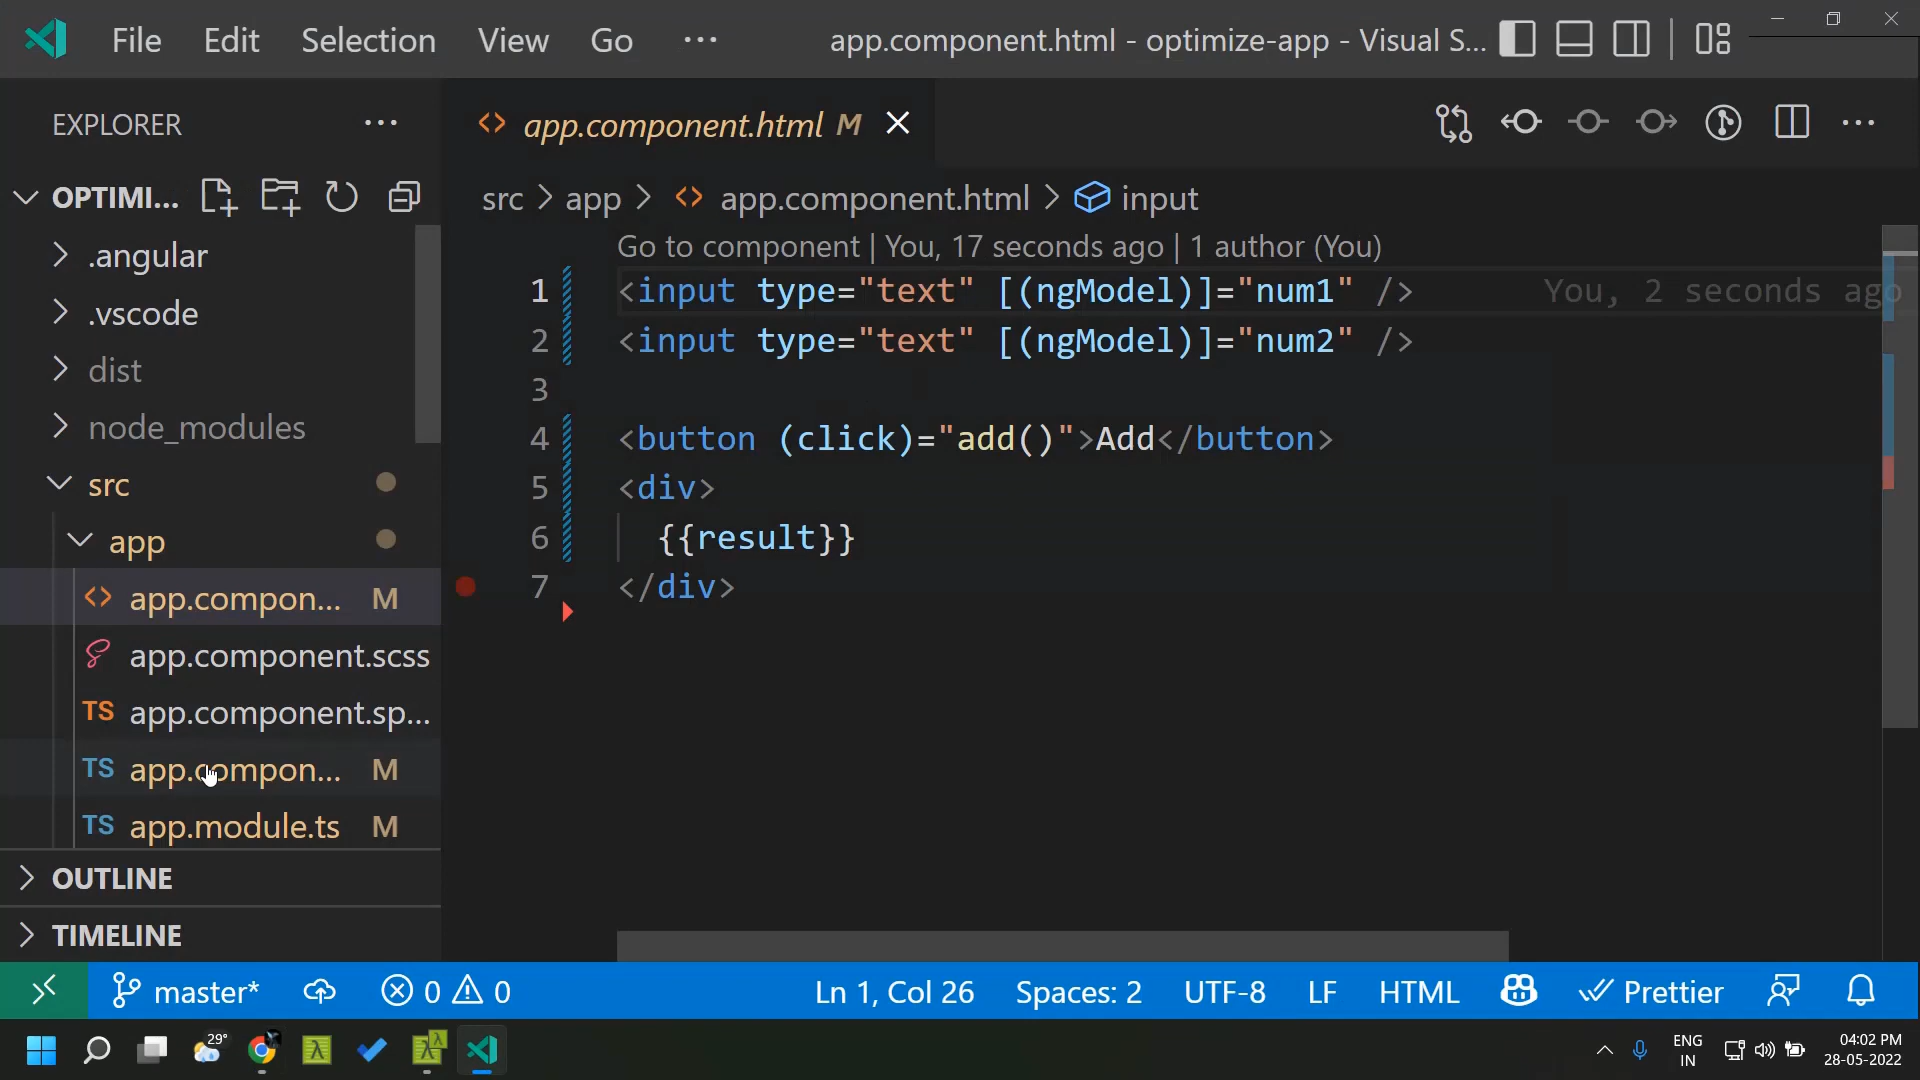 File Edit Selection View Go ··· app.component.html - optimize-app - Visual S...
EXPLORER ···
app.component.html M
OPTIMI...
src > app > app.component.html > input
.angular
.vscode
dist
node_modules
src
app
app.compon... M
app.component.scss
app.component.sp...
app.compon... M
app.module.ts M
OUTLINE
TIMELINE
Go to component | You, 17 seconds ago | 1 author (You)
1 <input type="text" [(ngModel)]="num1" /> You, 2 seconds ago
2 <input type="text" [(ngModel)]="num2" />
3
4 <button (click)="add()">Add</button>
5 <div>
6 {{result}}
7 </div>
master* 0 0 Ln 1, Col 26 Spaces: 2 UTF-8 LF HTML Prettier
29°
ENG
IN
04:02 PM
28-05-2022